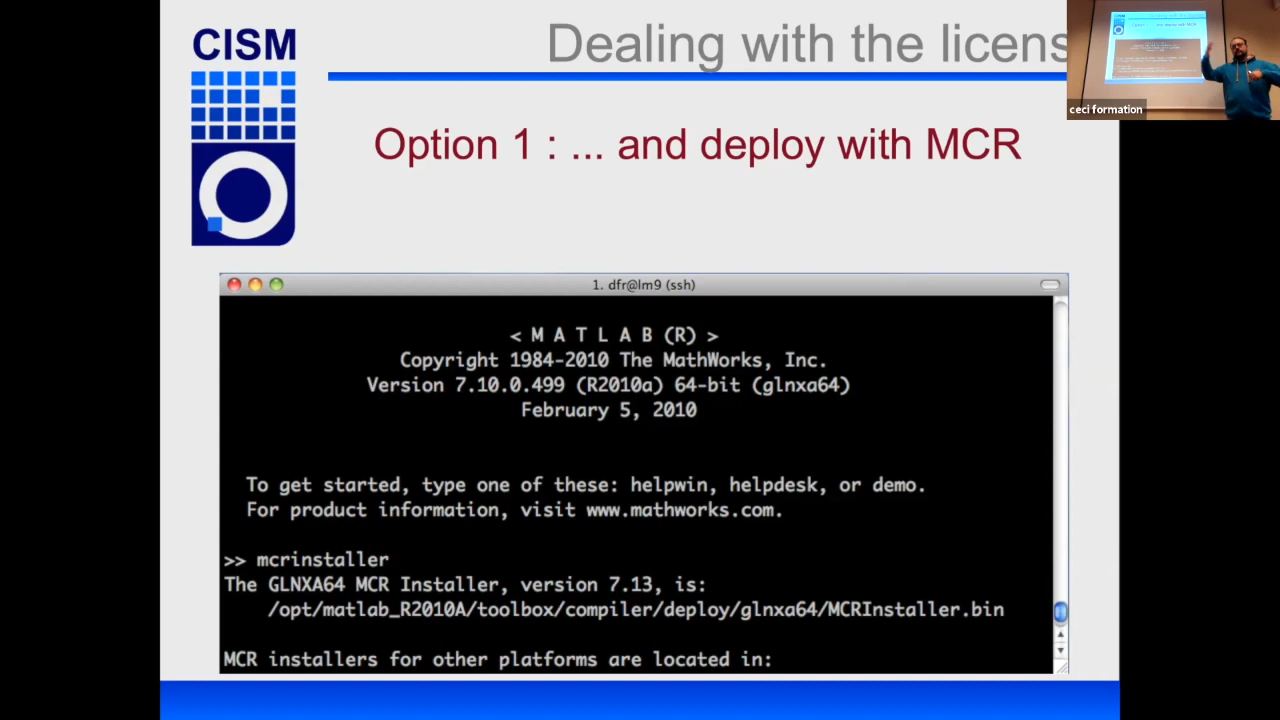 CISM
Dealing with the licens
ceci formation
Option 1 : ... and deploy with MCR
1. dfr@lm9 (ssh)
< M A T L A B (R) >
Copyright 1984-2010 The MathWorks, Inc.
Version 7.10.0.499 (R2010a) 64-bit (glnxa64)
February 5, 2010
To get started, type one of these: helpwin, helpdesk, or demo.
For product information, visit www.mathworks.com.
>> mcrinstaller
The GLNXA64 MCR Installer, version 7.13, is:
/opt/matlab_R2010A/toolbox/compiler/deploy/glnxa64/MCRInstaller.bin
MCR installers for other platforms are located in: